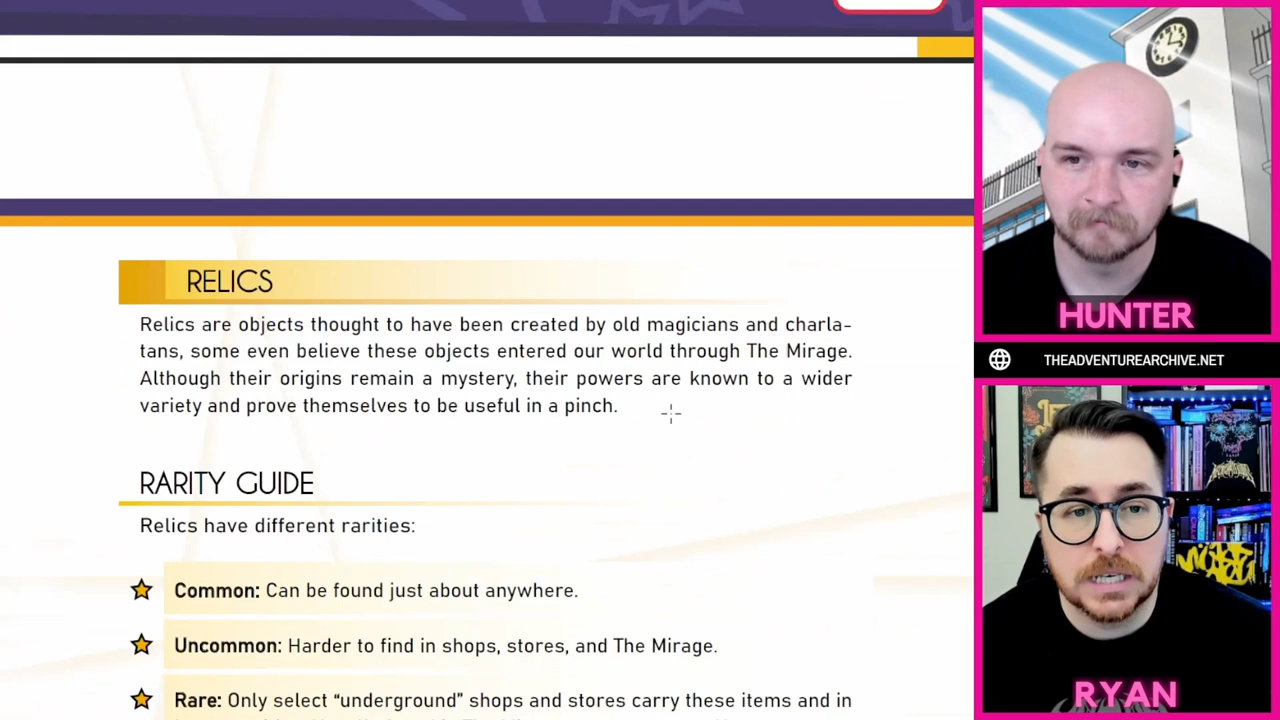 RELICS
Relics are objects thought to have been created by old magicians and charla-
tans, some even believe these objects entered our world through The Mirage.
Although their origins remain a mystery, their powers are known to a wider
variety and prove themselves to be useful in a pinch.
RARITY GUIDE
Relics have different rarities:
Common: Can be found just about anywhere.
Uncommon: Harder to find in shops, stores, and The Mirage.
Rare: Only select “underground” shops and stores carry these items and in
HUNTER
THEADVENTUREARCHIVE.NET
RYAN